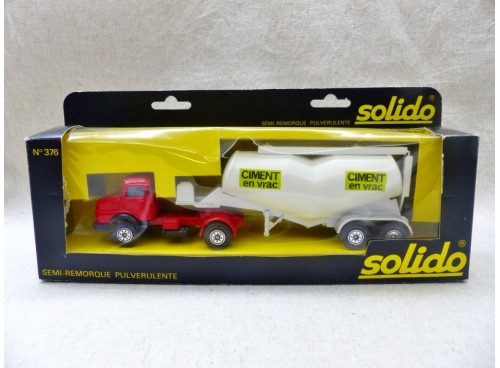 solido®
SEMI-REMORQUE PULVERULENTE
N° 376
CIMENT
en vrac
CIMENT
en vrac
solido®
SEMI-REMORQUE PULVERULENTE